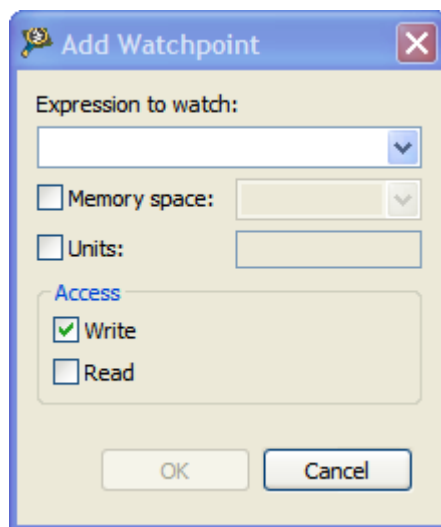 Add Watchpoint
Expression to watch:
Memory space:
Units:
Access
Write
Read
OK
Cancel